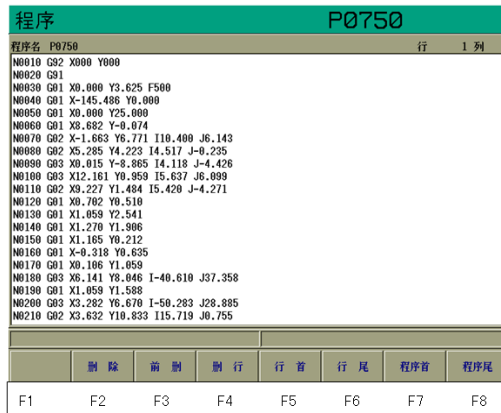 程序 P0750
程序名 P0750 行 1 列
N0010 G92 X000 Y000
N0020 G91
N0030 G01 X0.000 Y3.625 F500
N0040 G01 X-145.486 Y0.000
N0050 G01 X0.000 Y25.000
N0060 G01 X8.682 Y-0.074
N0070 G02 X-1.663 Y6.771 I10.400 J6.143
N0080 G02 X5.285 Y4.223 I4.517 J-0.235
N0090 G03 X0.015 Y-8.865 I4.118 J-4.426
N0100 G03 X12.161 Y0.959 I5.637 J6.099
N0110 G02 X9.227 Y1.484 I5.420 J-4.271
N0120 G01 X0.702 Y0.510
N0130 G01 X1.059 Y2.541
N0140 G01 X1.270 Y1.906
N0150 G01 X1.165 Y0.212
N0160 G01 X-0.318 Y0.635
N0170 G01 X0.106 Y1.059
N0180 G03 X6.141 Y8.046 I-40.610 J37.358
N0190 G01 X1.059 Y1.588
N0200 G03 X3.282 Y6.670 I-50.283 J28.885
N0210 G02 X3.632 Y10.833 I15.719 J0.755
删 除 前 删 删 行 行 首 行 尾 程序首 程序尾
F1 F2 F3 F4 F5 F6 F7 F8